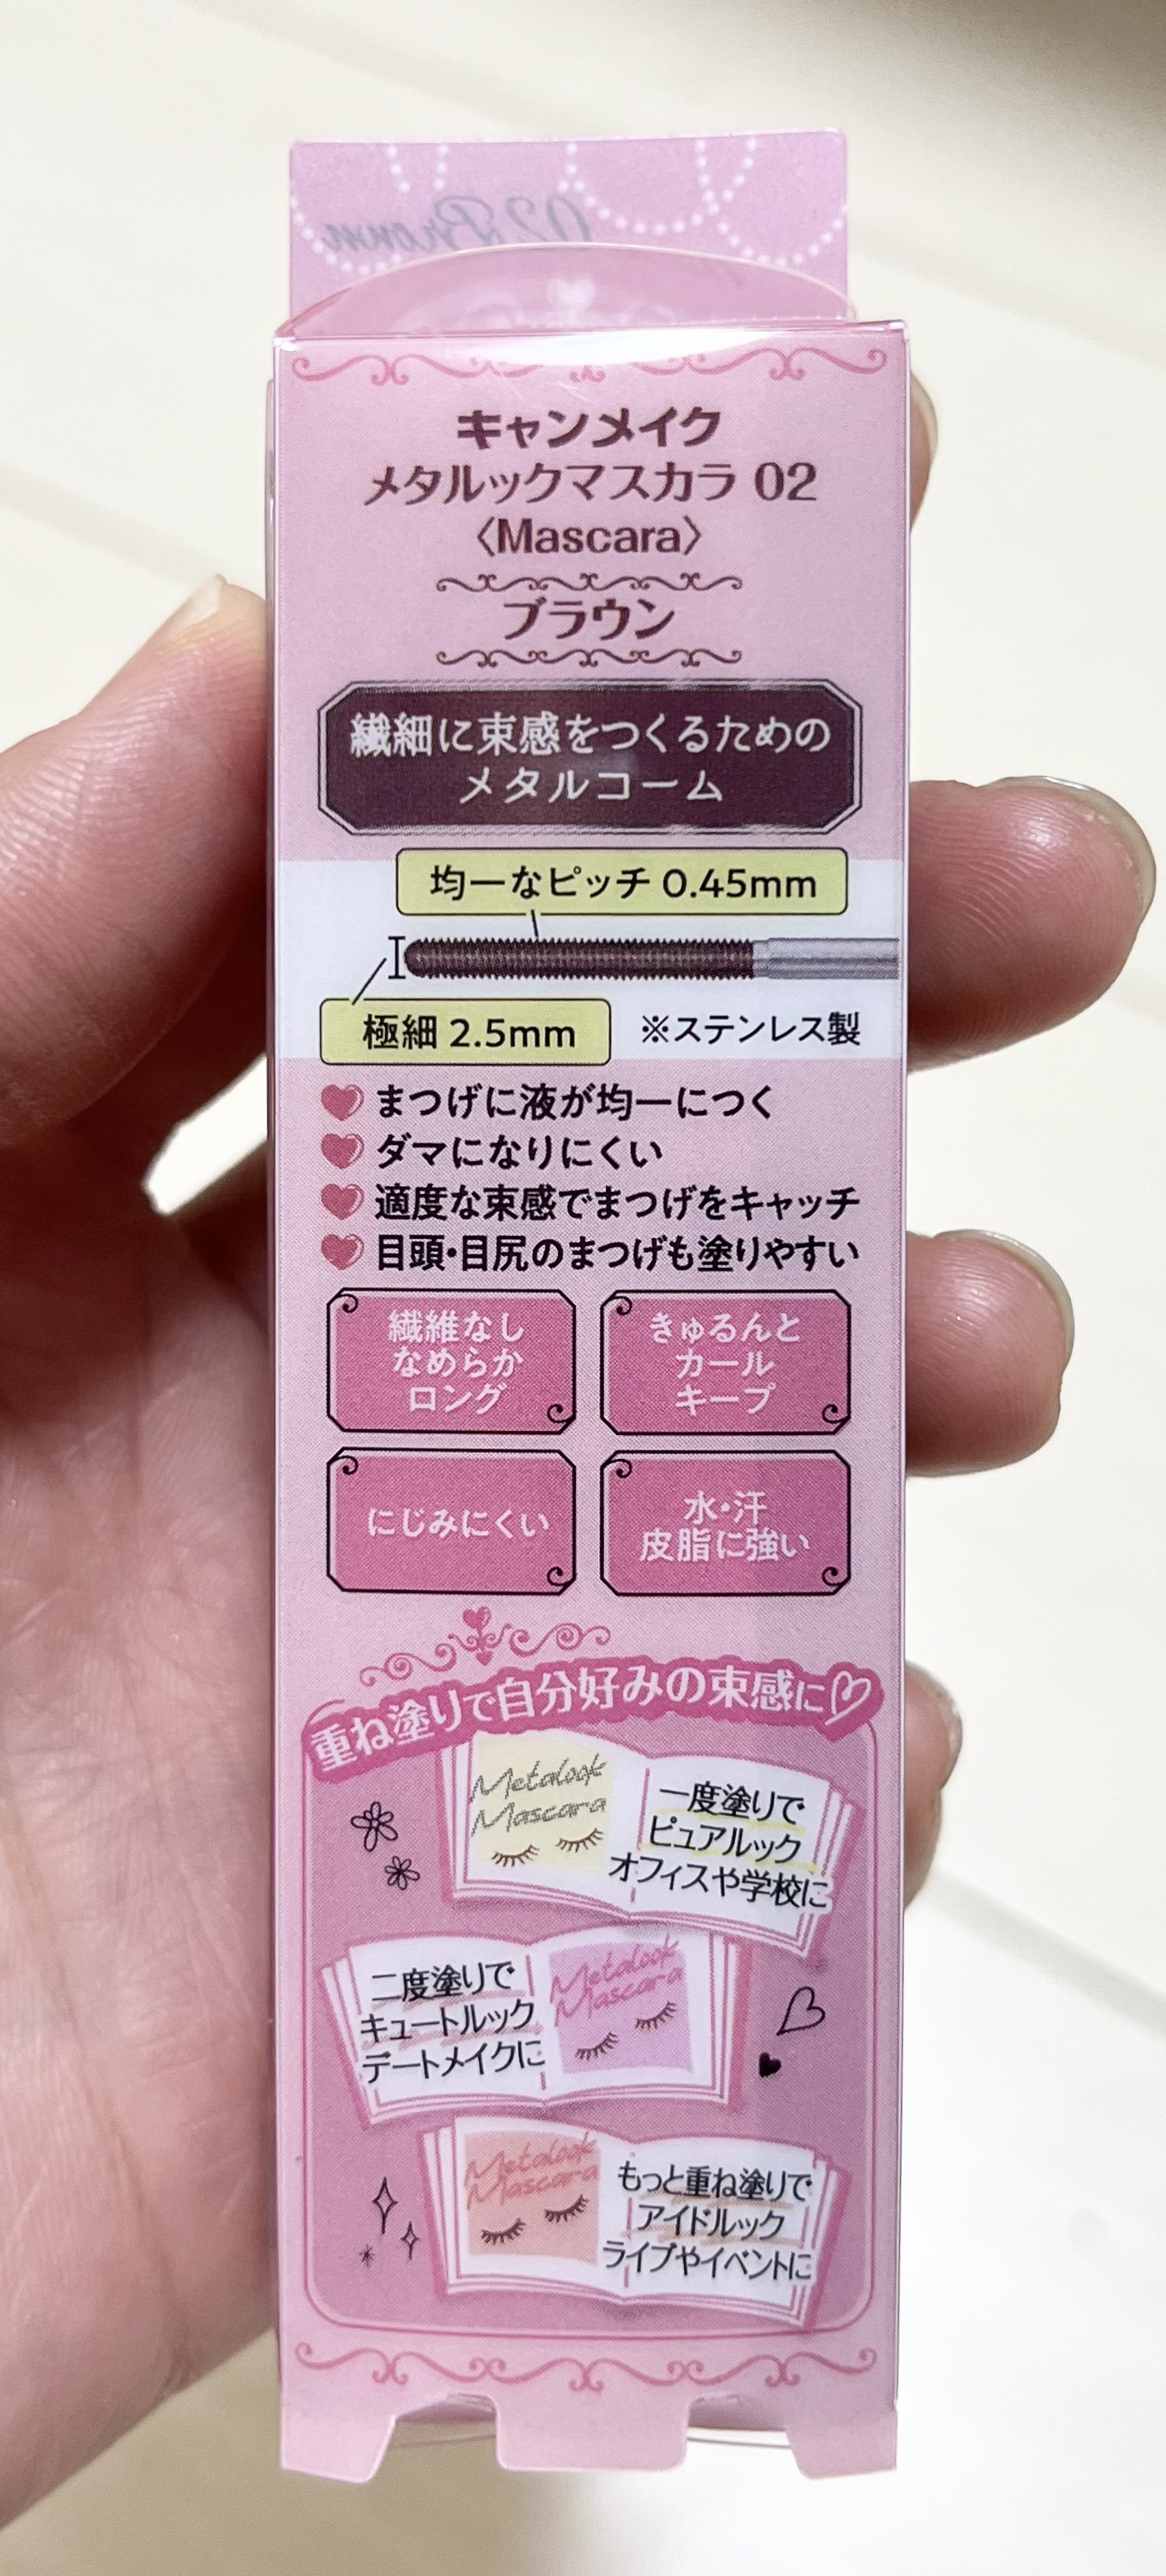 02 Brown
キャンメイク
メタルックマスカラ 02
〈Mascara〉
ブラウン
繊細に束感をつくるための
メタルコーム
均一なピッチ 0.45mm
極細 2.5mm
※ステンレス製
まつげに液が均一につく
ダマになりにくい
適度な束感でまつげをキャッチ
目頭・目尻のまつげも塗りやすい
繊維なし
なめらか
ロング
きゅるんと
カール
キープ
にじみにくい
水・汗
皮脂に強い
重ね塗りで自分好みの束感に
Metalook
Mascara
一度塗りで
ピュアルック
オフィスや学校に
二度塗りで
キュートルック
デートメイクに
Metalook
Mascara
Metalook
Mascara
もっと重ね塗りで
アイドルック
ライブやイベントに